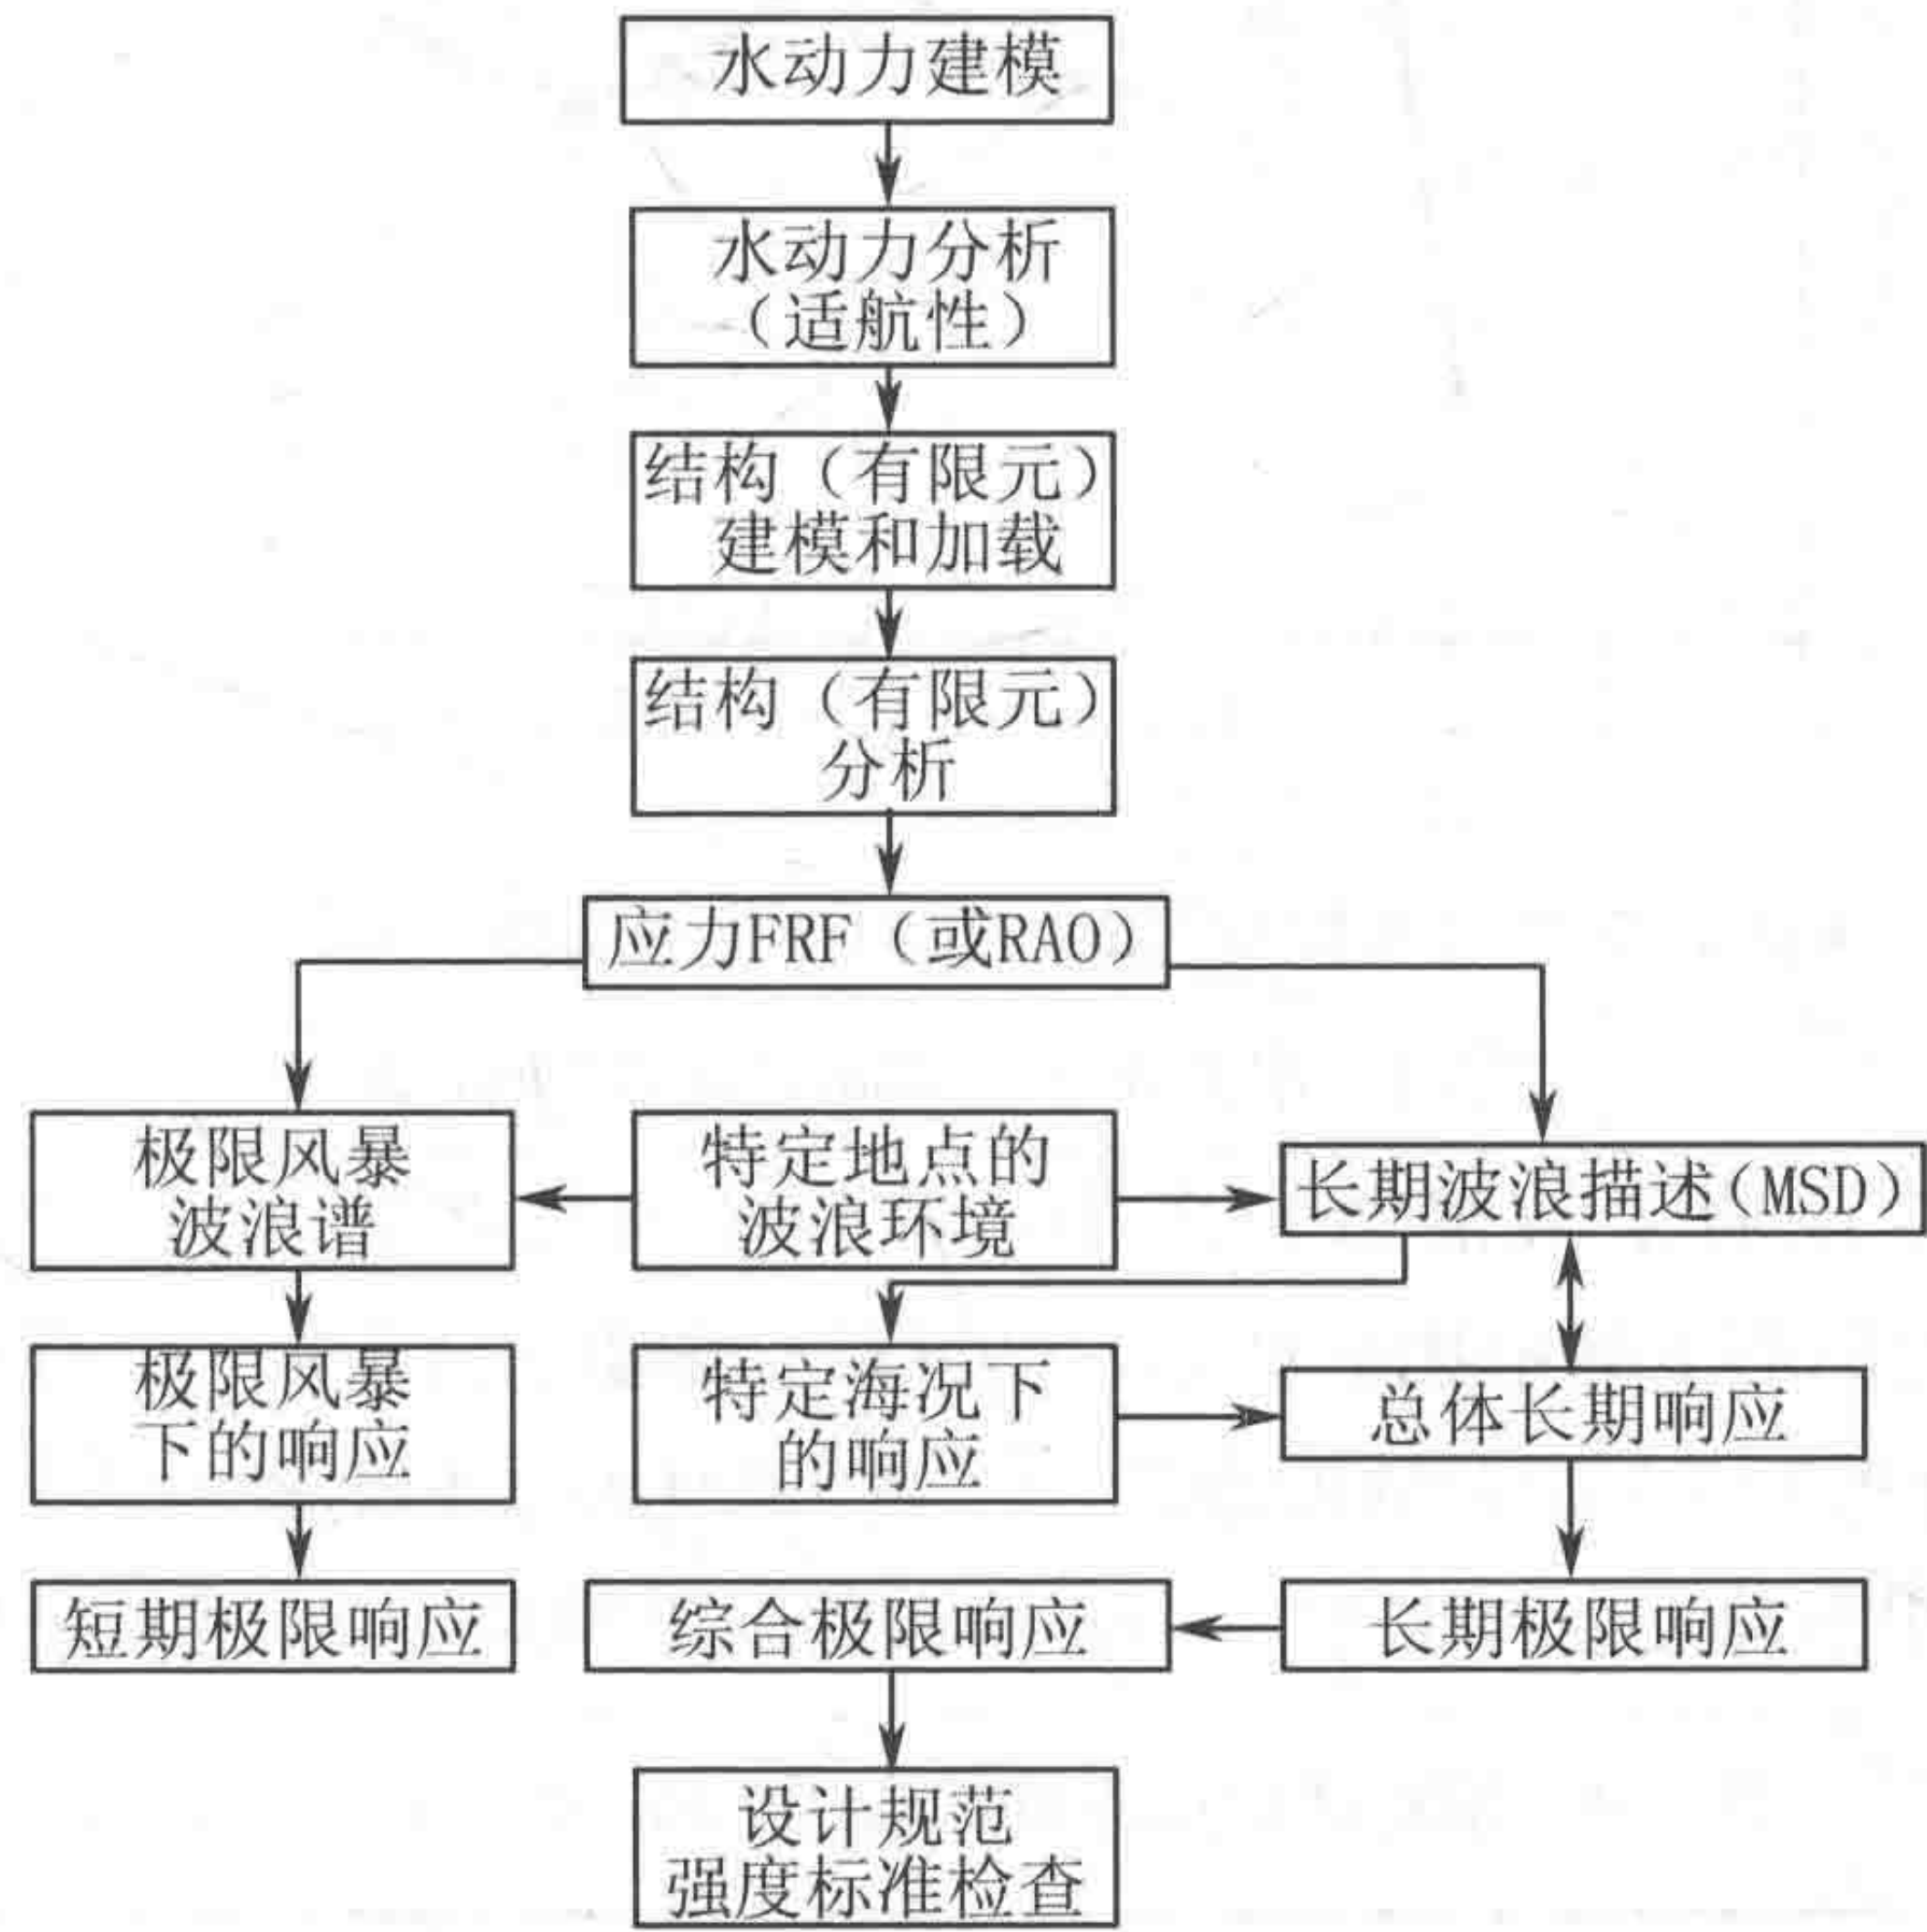 水动力建模
水动力分析
（适航性）
结构（有限元）
建模和加载
结构（有限元）
分析
应力FRF（或RAO）
极限风暴
波浪谱
特定地点的
波浪环境
长期波浪描述（MSD）
极限风暴
下的响应
特定海况下
的响应
总体长期响应
短期极限响应
综合极限响应
长期极限响应
设计规范
强度标准检查